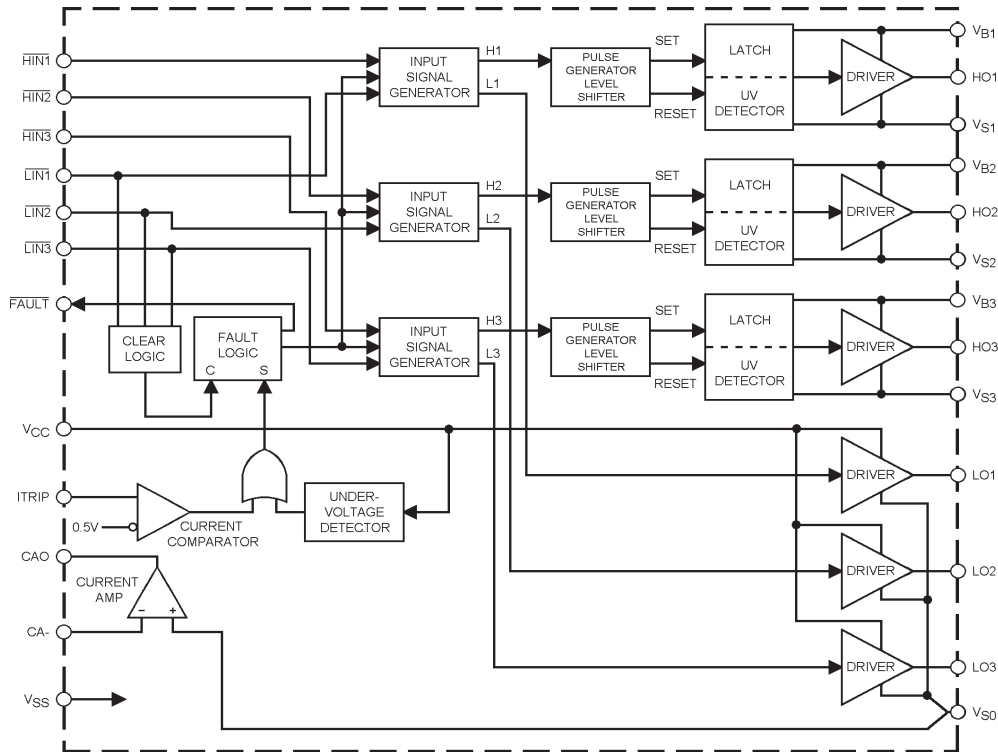 HIN1
HIN2
HIN3
LIN1
LIN2
LIN3
FAULT
VCC
ITRIP
0.5V
CAO
CA-
VSS
CLEAR
LOGIC
FAULT
LOGIC
C S
CURRENT
COMPARATOR
UNDER-
VOLTAGE
DETECTOR
CURRENT
AMP
- +
INPUT
SIGNAL
GENERATOR
H1
L1
PULSE
GENERATOR
LEVEL
SHIFTER
SET
RESET
LATCH
UV
DETECTOR
DRIVER
VB1
HO1
VS1
INPUT
SIGNAL
GENERATOR
H2
L2
PULSE
GENERATOR
LEVEL
SHIFTER
SET
RESET
LATCH
UV
DETECTOR
DRIVER
VB2
HO2
VS2
INPUT
SIGNAL
GENERATOR
H3
L3
PULSE
GENERATOR
LEVEL
SHIFTER
SET
RESET
LATCH
UV
DETECTOR
DRIVER
VB3
HO3
VS3
DRIVER
LO1
DRIVER
LO2
DRIVER
LO3
VS0